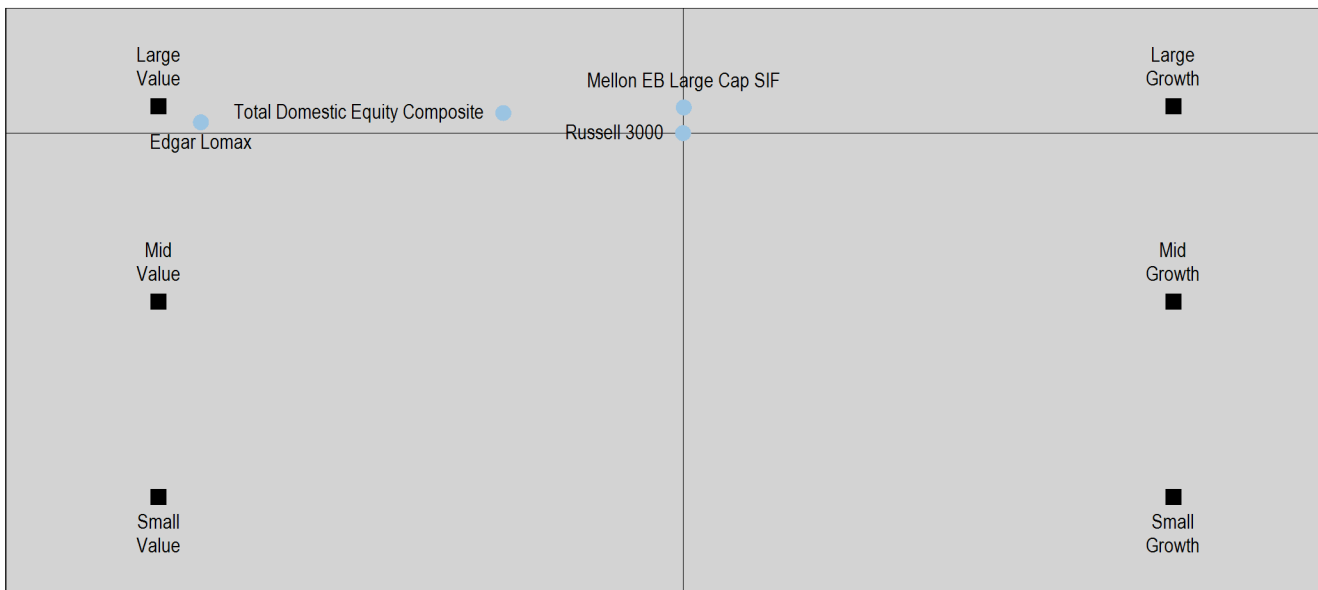 Large
Value
Mellon EB Large Cap SIF
Large
Growth
Total Domestic Equity Composite
Edgar Lomax
Russell 3000
Mid
Value
Mid
Growth
Small
Value
Small
Growth